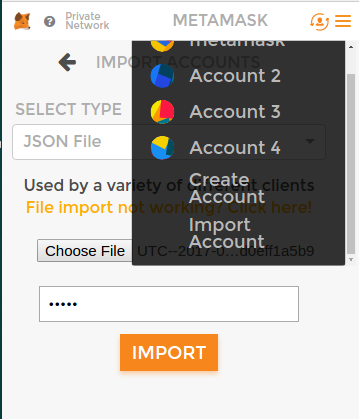 Private
Network
METAMASK
metamask
IMPORT ACCOUNTS
Account 2
SELECT TYPE
Account 3
JSON File
Account 4
Create
Account
Used by a variety of different clients
File import not working? Click here!
Import
Account
Choose File UTC--2017-0...d0eff1a5b9
•••••
IMPORT